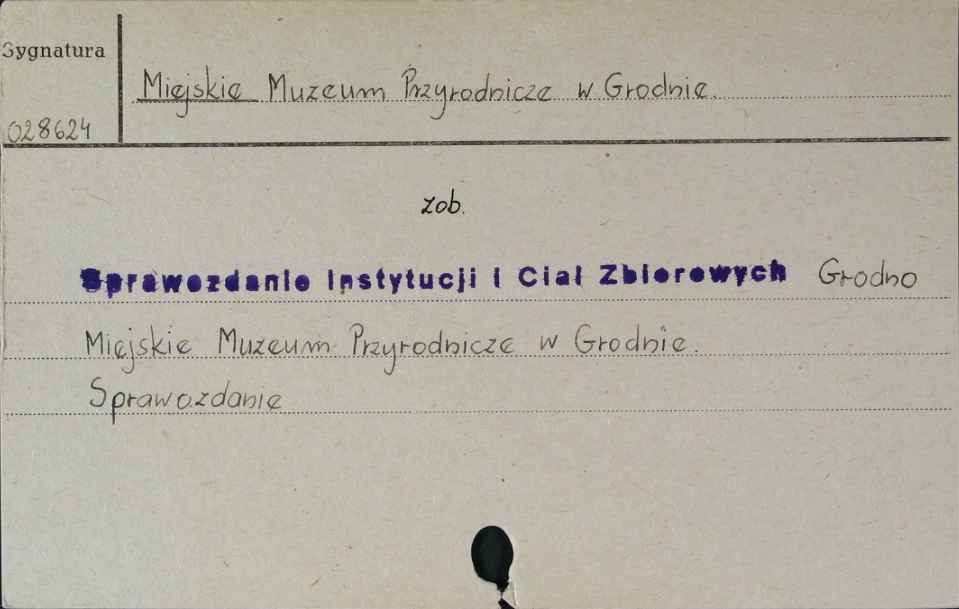 Sygnatura
Miejskie Muzeum Przyrodnicze w Grodnie.
028624
zob.
Sprawozdanie Instytucji i Ciał Zbiorowych Grodno
Miejskie Muzeum Przyrodnicze w Grodnie.
Sprawozdanie